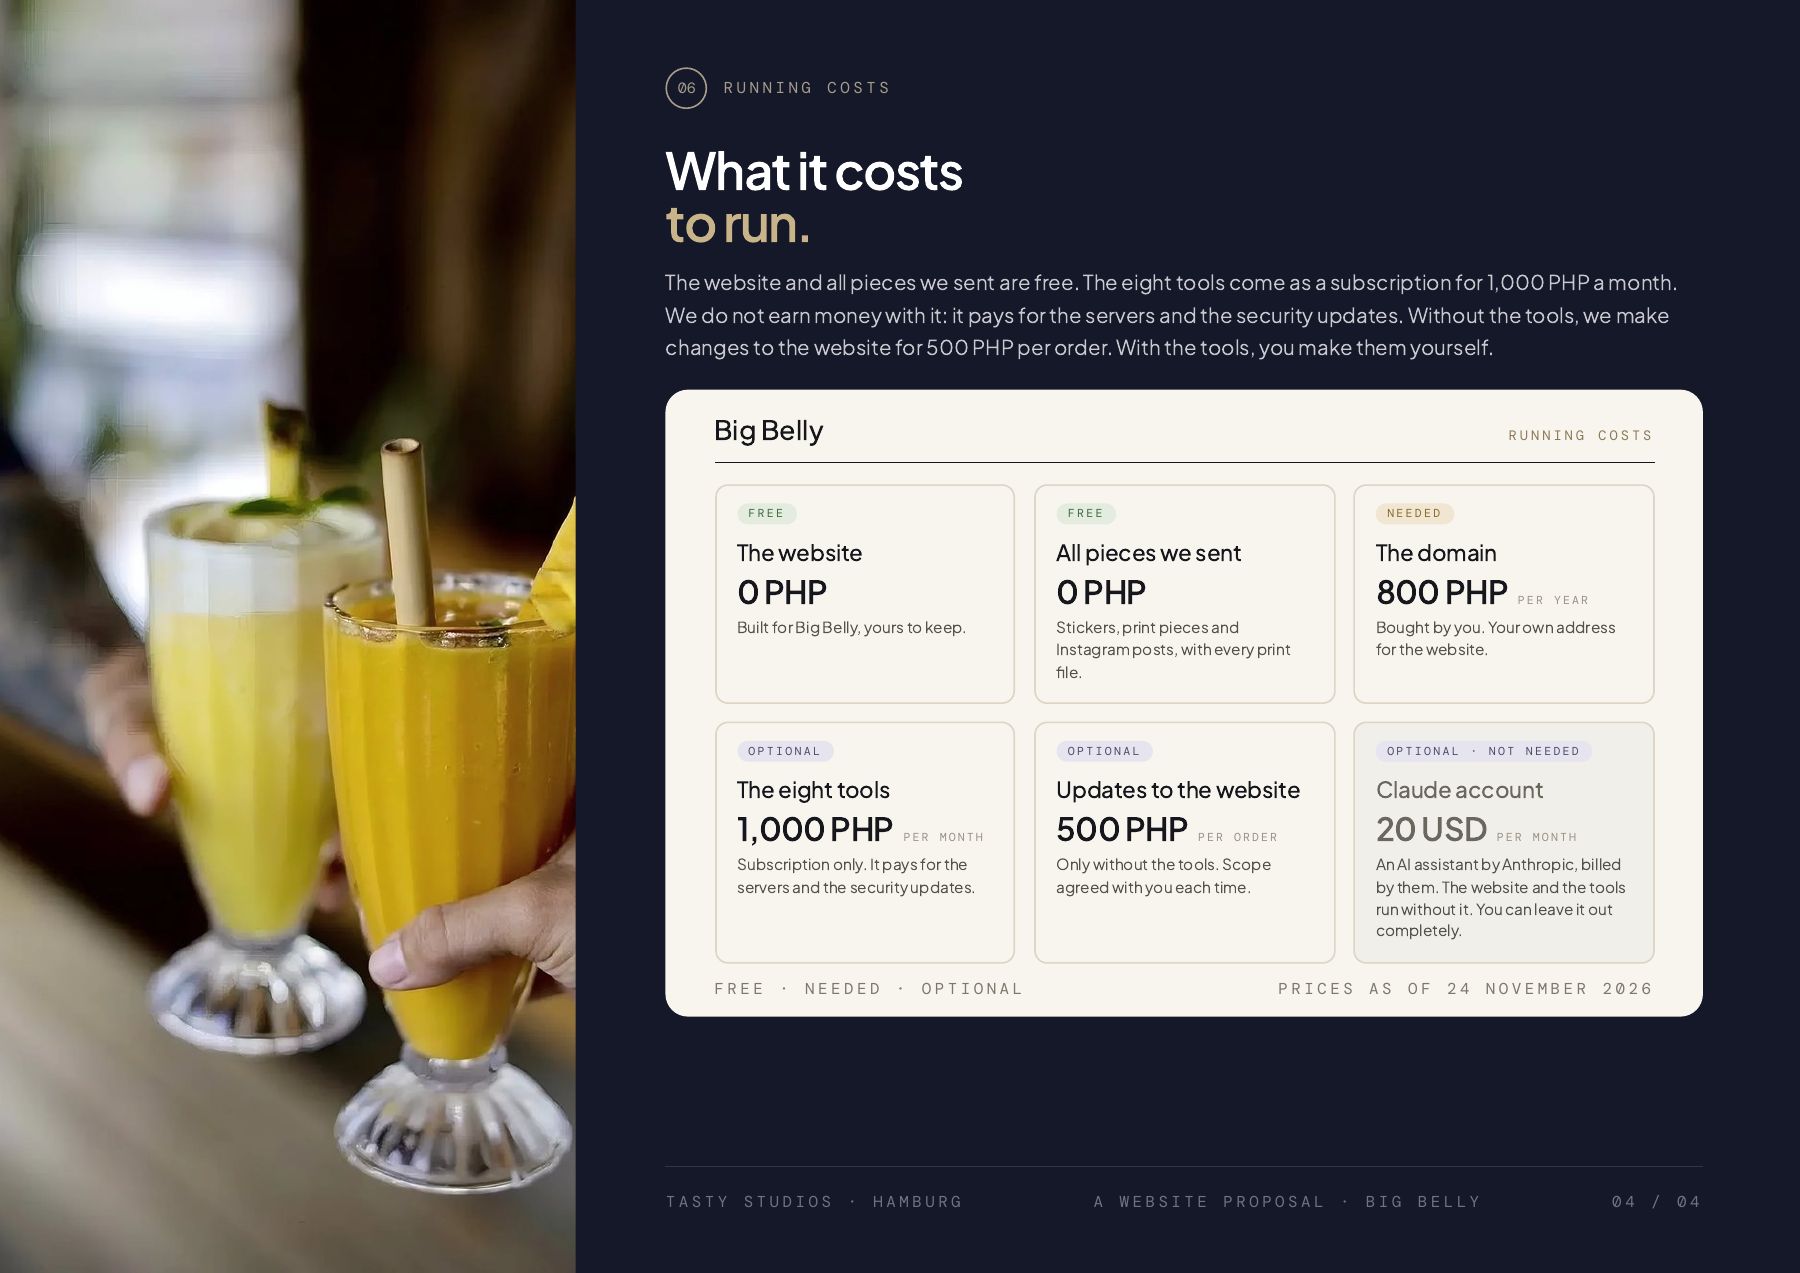 06 RUNNING COSTS
What it costs
to run.
The website and all pieces we sent are free. The eight tools come as a subscription for 1,000 PHP a month.
We do not earn money with it: it pays for the servers and the security updates. Without the tools, we make
changes to the website for 500 PHP per order. With the tools, you make them yourself.
Big Belly
RUNNING COSTS
FREE
The website
0 PHP
Built for Big Belly, yours to keep.
FREE
All pieces we sent
0 PHP
Stickers, print pieces and
Instagram posts, with every print
file.
NEEDED
The domain
800 PHP PER YEAR
Bought by you. Your own address
for the website.
OPTIONAL
The eight tools
1,000 PHP PER MONTH
Subscription only. It pays for the
servers and the security updates.
OPTIONAL
Updates to the website
500 PHP PER ORDER
Only without the tools. Scope
agreed with you each time.
OPTIONAL · NOT NEEDED
Claude account
20 USD PER MONTH
An AI assistant by Anthropic, billed
by them. The website and the tools
run without it. You can leave it out
completely.
FREE · NEEDED · OPTIONAL
PRICES AS OF 24 NOVEMBER 2026
TASTY STUDIOS · HAMBURG
A WEBSITE PROPOSAL · BIG BELLY
04 / 04